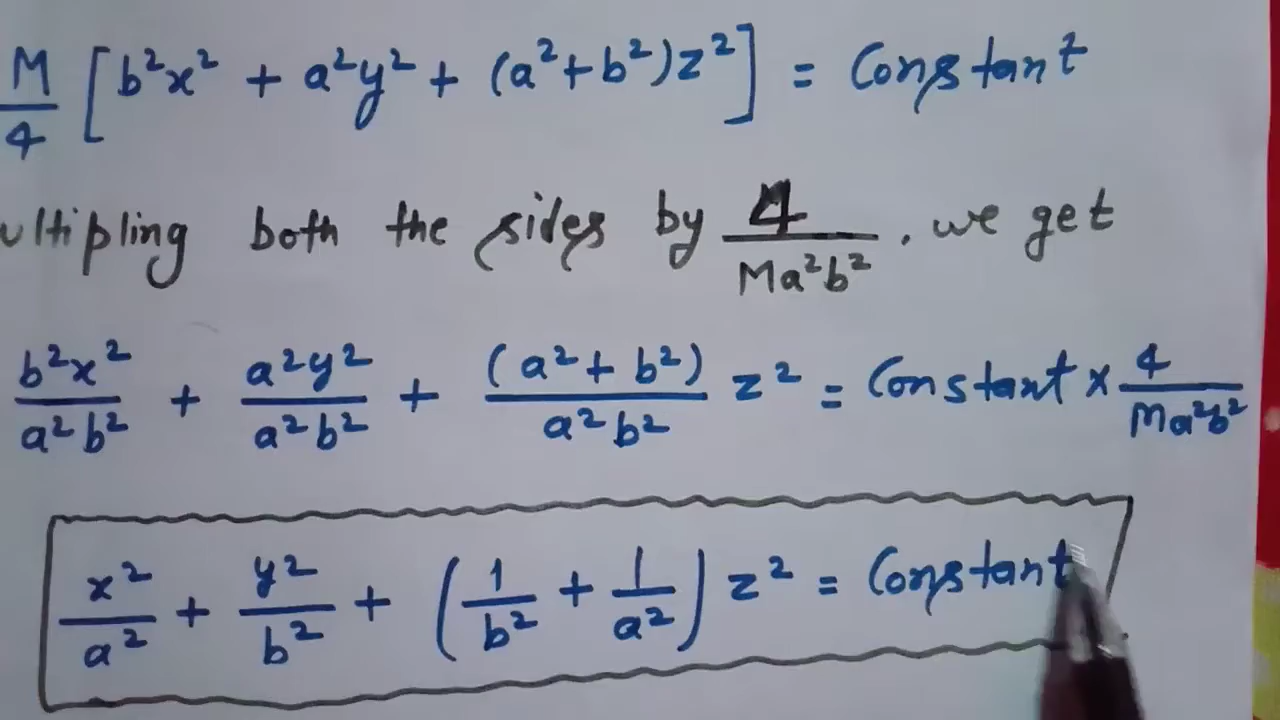 M/4 [b²x² + a²y² + (a²+b²)z²] = Constant
ultipling both the sides by 4/Ma²b². we get
b²x²/a²b² + a²y²/a²b² + (a²+b²)/a²b² z² = Constant × 4/Ma²b²
x²/a² + y²/b² + (1/b² + 1/a²) z² = Constant